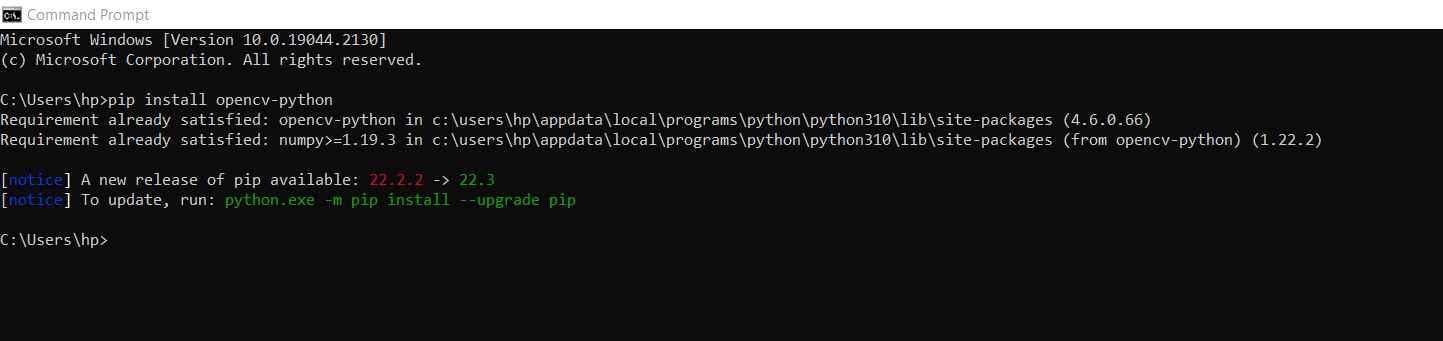 Command Prompt
Microsoft Windows [Version 10.0.19044.2130]
(c) Microsoft Corporation. All rights reserved.
C:\Users\hp>pip install opencv-python
Requirement already satisfied: opencv-python in c:\users\hp\appdata\local\programs\python\python310\lib\site-packages (4.6.0.66)
Requirement already satisfied: numpy>=1.19.3 in c:\users\hp\appdata\local\programs\python\python310\lib\site-packages (from opencv-python) (1.22.2)
[notice] A new release of pip available: 22.2.2 -> 22.3
[notice] To update, run: python.exe -m pip install --upgrade pip
C:\Users\hp>